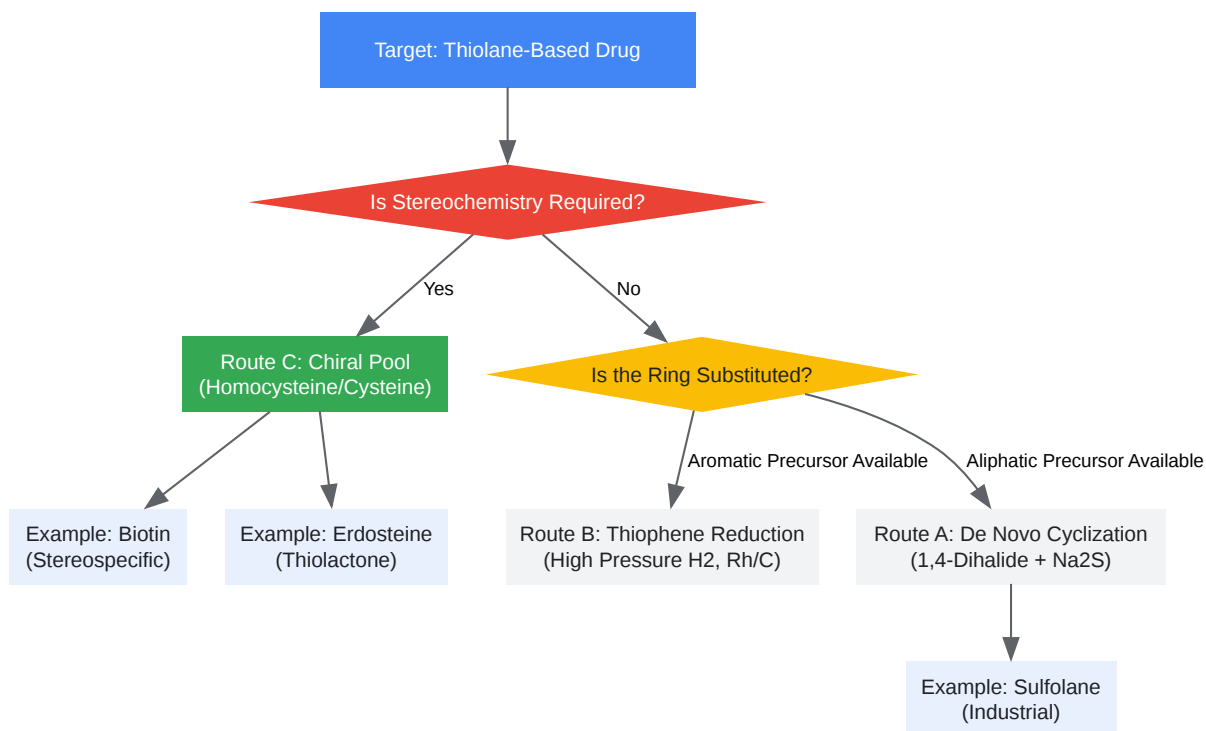 Target: Thiolane-Based Drug
Is Stereochemistry Required?
Yes
No
Route C: Chiral Pool
(Homocysteine/Cysteine)
Is the Ring Substituted?
Aromatic Precursor Available
Aliphatic Precursor Available
Example: Biotin
(Stereospecific)
Example: Erdosteine
(Thiolactone)
Route B: Thiophene Reduction
(High Pressure H2, Rh/C)
Route A: De Novo Cyclization
(1,4-Dihalide + Na2S)
Example: Sulfolane
(Industrial)